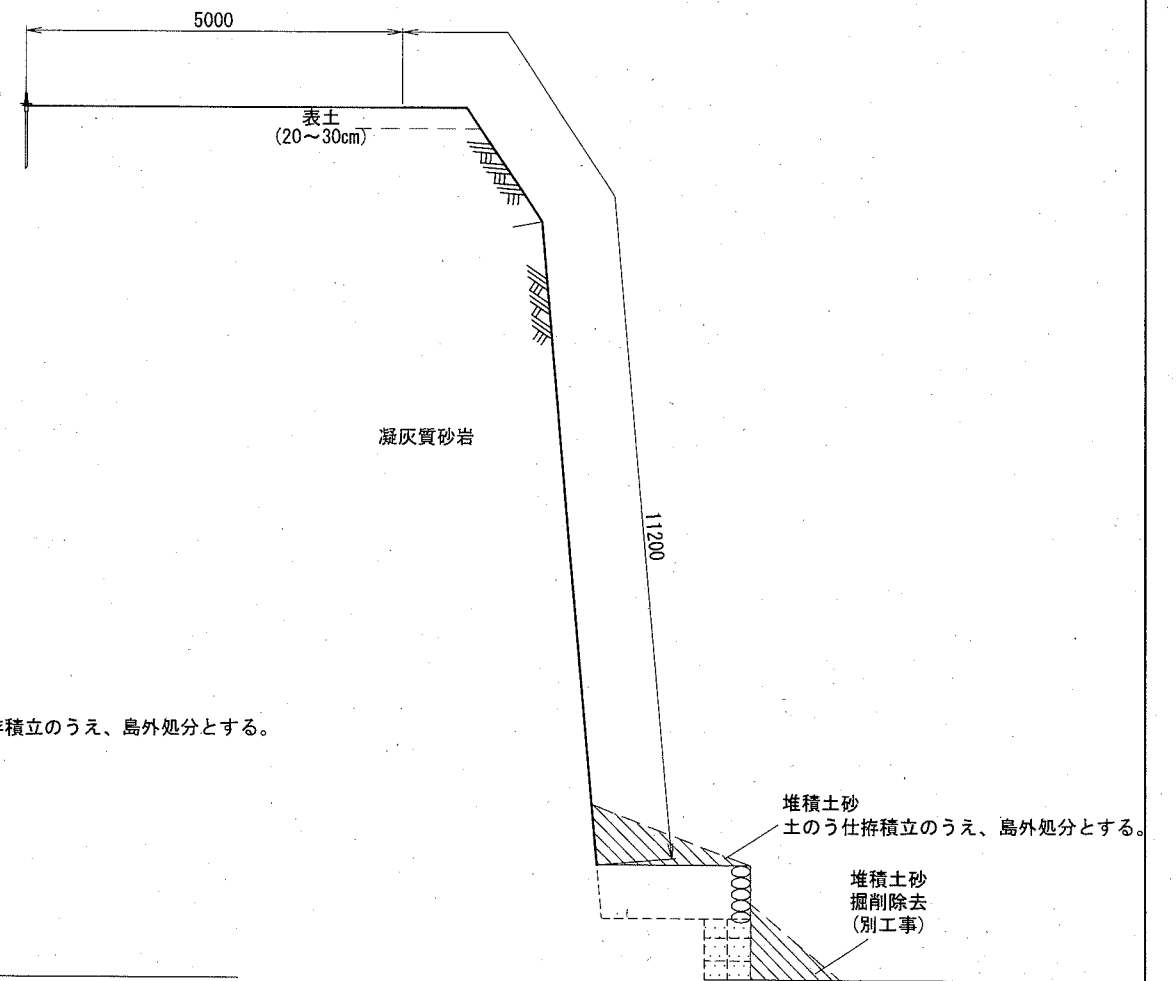 5000
表土
(20～30cm)
凝灰質砂岩
11200
積立のうえ、島外処分とする。
堆積土砂
土のう仕拵積立のうえ、島外処分とする。
堆積土砂
掘削除去
(別工事)